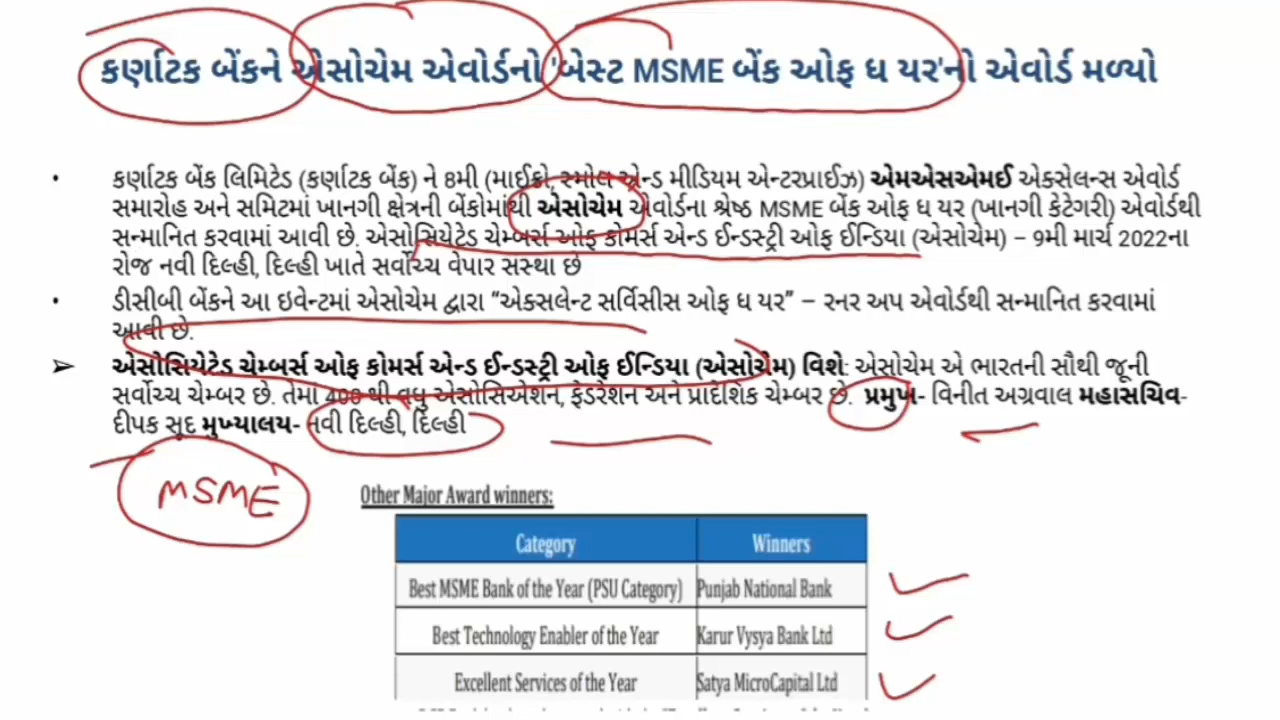 કર્ણાટક બેંકને એસોચેમ એવોર્ડનો 'બેસ્ટ MSME બેંક ઓફ ધ યર'નો એવોર્ડ મળ્યો
• કર્ણાટક બેંક લિમિટેડ (કર્ણાટક બેંક) ને 8મી (માઈક્રો, સ્મોલ એન્ડ મીડિયમ એન્ટરપ્રાઈઝ) એમએસએમઈ એક્સેલન્સ એવોર્ડ
સમારોહ અને સમિટમાં ખાનગી ક્ષેત્રની બેંકોમાંથી એસોચેમ એવોર્ડના શ્રેષ્ઠ MSME બેંક ઓફ ધ યર (ખાનગી કેટેગરી) એવોર્ડથી
સન્માનિત કરવામાં આવી છે. એસોસિયેટેડ ચેમ્બર્સ ઓફ કોમર્સ એન્ડ ઈન્ડસ્ટ્રી ઓફ ઈન્ડિયા (એસોચેમ) – 9મી માર્ચ 2022ના
રોજ નવી દિલ્હી, દિલ્હી ખાતે સર્વોચ્ચ વેપાર સંસ્થા છે
• ડીસીબી બેંકને આ ઇવેન્ટમાં એસોચેમ દ્વારા “એક્સલેન્ટ સર્વિસીસ ઓફ ધ યર” – રનર અપ એવોર્ડથી સન્માનિત કરવામાં
આવી છે.
➢ એસોસિયેટેડ ચેમ્બર્સ ઓફ કોમર્સ એન્ડ ઈન્ડસ્ટ્રી ઓફ ઈન્ડિયા (એસોચેમ) વિશે: એસોચેમ એ ભારતની સૌથી જૂની
સર્વોચ્ચ ચેમ્બર છે. તેમાં 400 થી વધુ એસોસિએશન, ફેડરેશન અને પ્રાદેશિક ચેમ્બર છે. પ્રમુખ- વિનીત અગ્રવાલ મહાસચિવ-
દીપક સૂદ મુખ્યાલય- નવી દિલ્હી, દિલ્હી
MSME
Other Major Award winners:
Category Winners
Best MSME Bank of the Year (PSU Category) Punjab National Bank
Best Technology Enabler of the Year Karur Vysya Bank Ltd
Excellent Services of the Year Satya MicroCapital Ltd